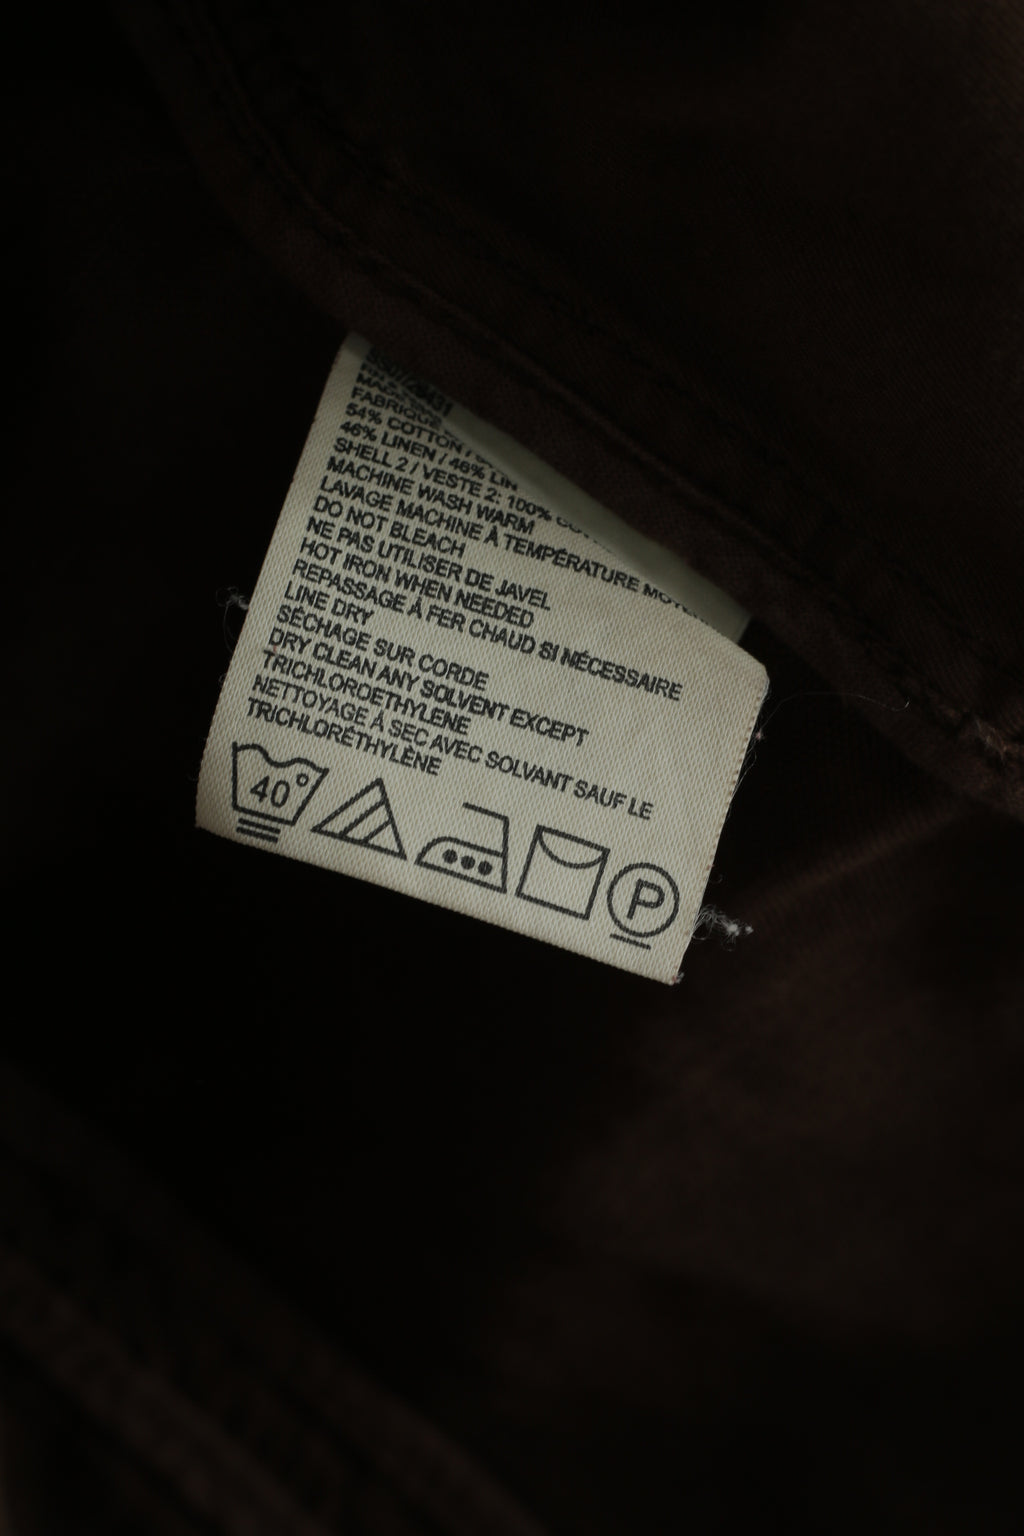 FABRIQUÉ
54% COTTON /
46% LINEN / 46% LIN
SHELL 2 / VESTE 2: 100%
MACHINE WASH WARM
LAVAGE MACHINE À TEMPÉRATURE
DO NOT BLEACH
NE PAS UTILISER DE JAVEL
HOT IRON WHEN NEEDED
REPASSAGE À FER CHAUD SI NÉCESSAIRE
LINE DRY
SÉCHAGE SUR CORDE
DRY CLEAN ANY SOLVENT EXCEPT
TRICHLOROETHYLENE
NETTOYAGE À SEC AVEC SOLVANT SAUF LE
TRICHLORÉTHYLÈNE
40° P